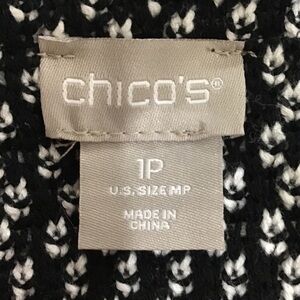 chico's®
1P
U.S. SIZE MP
MADE IN
CHINA